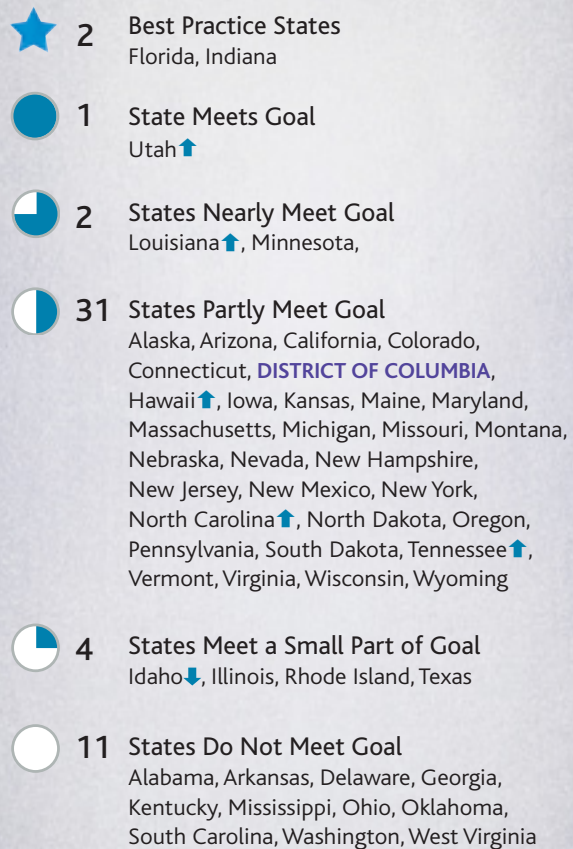 2 Best Practice States
Florida, Indiana
1 State Meets Goal
Utah⬆
2 States Nearly Meet Goal
Louisiana⬆, Minnesota,
31 States Partly Meet Goal
Alaska, Arizona, California, Colorado,
Connecticut, DISTRICT OF COLUMBIA,
Hawaii⬆, Iowa, Kansas, Maine, Maryland,
Massachusetts, Michigan, Missouri, Montana,
Nebraska, Nevada, New Hampshire,
New Jersey, New Mexico, New York,
North Carolina⬆, North Dakota, Oregon,
Pennsylvania, South Dakota, Tennessee⬆,
Vermont, Virginia, Wisconsin, Wyoming
4 States Meet a Small Part of Goal
Idaho⬇, Illinois, Rhode Island, Texas
11 States Do Not Meet Goal
Alabama, Arkansas, Delaware, Georgia,
Kentucky, Mississippi, Ohio, Oklahoma,
South Carolina, Washington, West Virginia